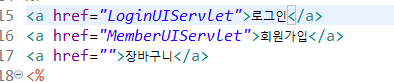 15 <a href="LoginUIServlet">로그인</a>
16 <a href="MemberUIServlet">회원가입</a>
17 <a href="">장바구니</a>
18 <%